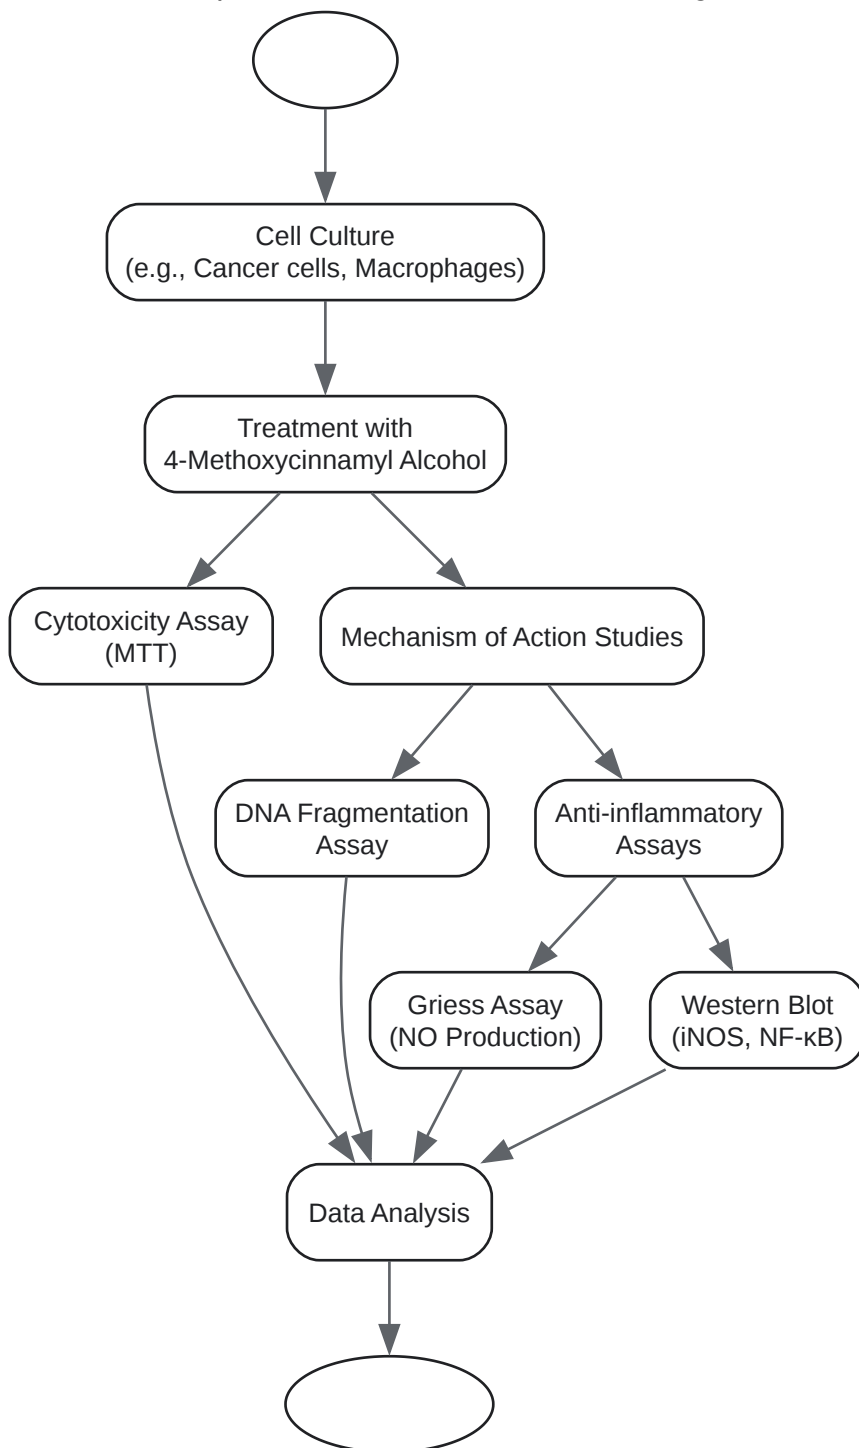 Cell Culture
(e.g., Cancer cells, Macrophages)
Treatment with
4-Methoxycinnamyl Alcohol
Cytotoxicity Assay
(MTT)
Mechanism of Action Studies
DNA Fragmentation
Assay
Anti-inflammatory
Assays
Griess Assay
(NO Production)
Western Blot
(iNOS, NF-κB)
Data Analysis